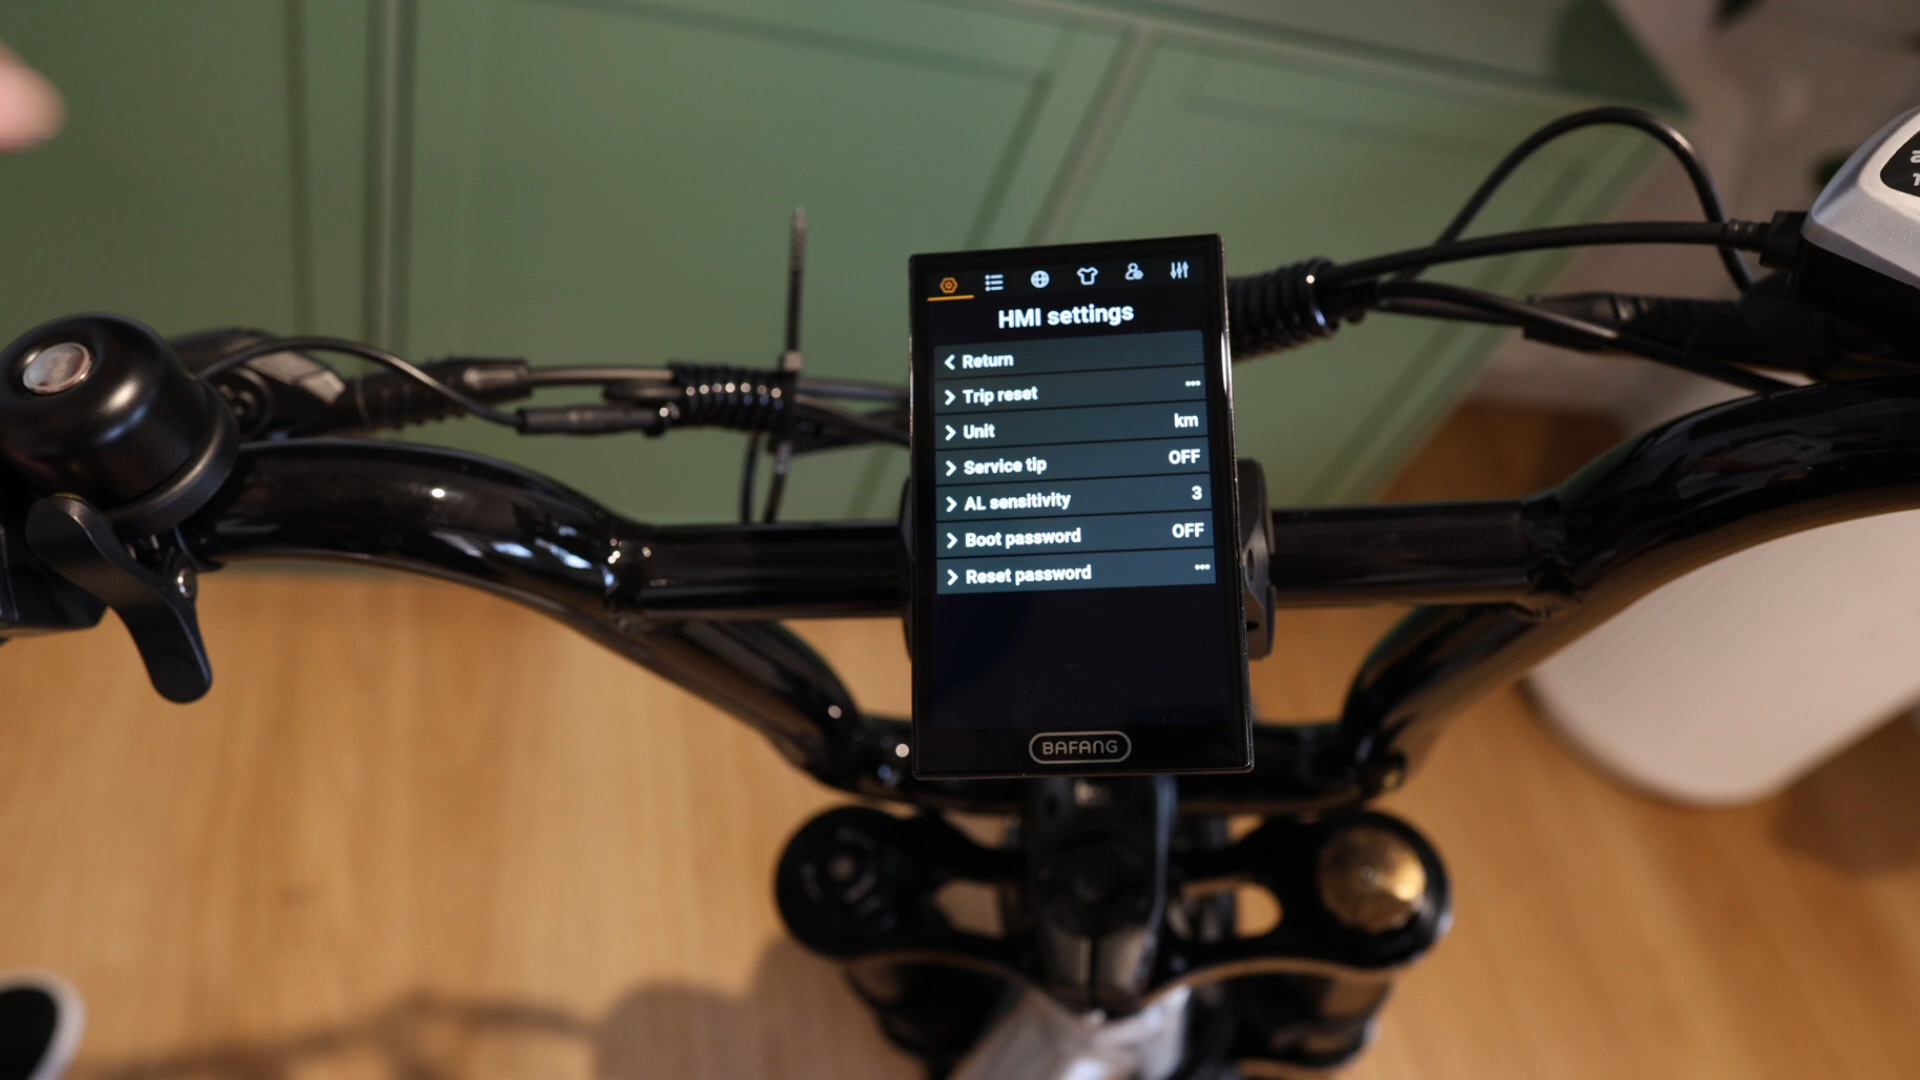 HMI settings
Return
Trip reset ...
Unit km
Service tip OFF
AL sensitivity 3
Boot password OFF
Reset password ...
BAFANG